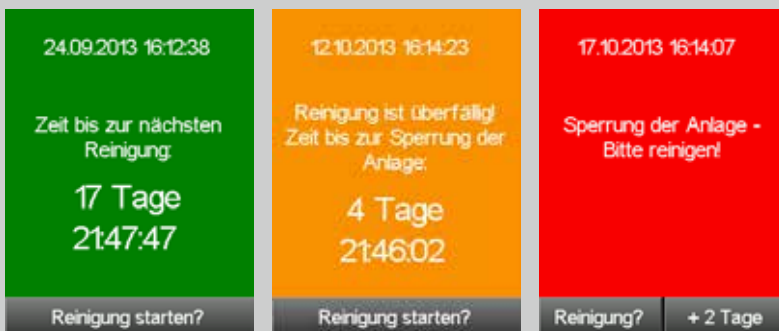 24.09.2013 16:12:38
Zeit bis zur nächsten
Reinigung:
17 Tage
21:47:47
Reinigung starten?
12.10.2013 16:14:23
Reinigung ist überfällig!
Zeit bis zur Sperrung der
Anlage:
4 Tage
21:46:02
Reinigung starten?
17.10.2013 16:14:07
Sperrung der Anlage -
Bitte reinigen!
Reinigung?
+ 2 Tage